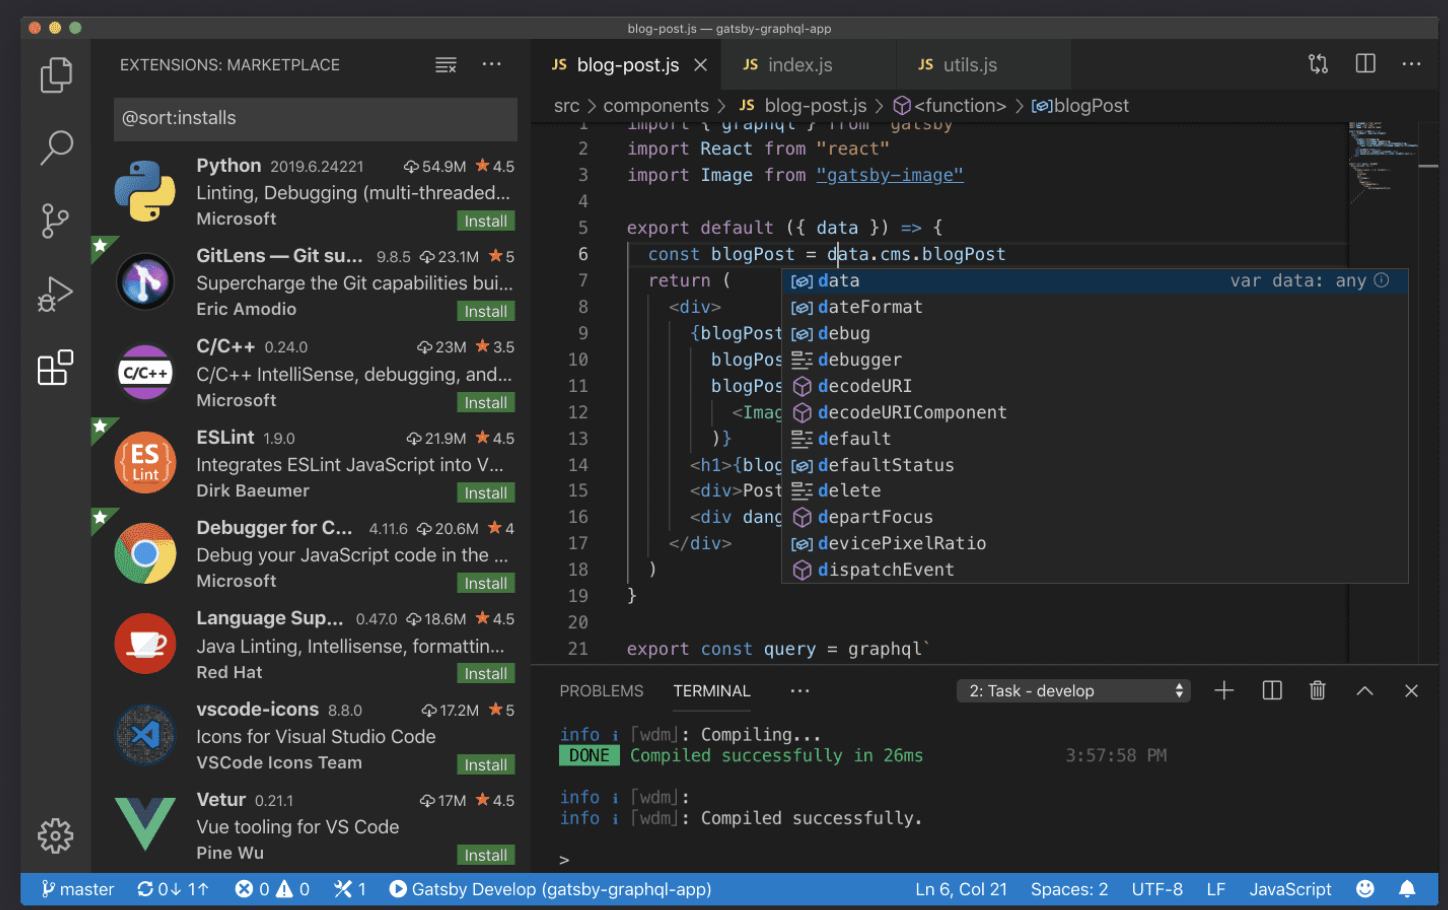 blog-post.js — gatsby-graphql-app
EXTENSIONS: MARKETPLACE
@sort:installs
Python 2019.6.24221 54.9M 4.5
Linting, Debugging (multi-threaded...
Microsoft Install
GitLens — Git su... 9.8.5 23.1M 5
Supercharge the Git capabilities bui...
Eric Amodio Install
C/C++
C/C++ 0.24.0 23M 3.5
C/C++ IntelliSense, debugging, and...
Microsoft Install
ES
Lint
ESLint 1.9.0 21.9M 4.5
Integrates ESLint JavaScript into V...
Dirk Baeumer Install
Debugger for C... 4.11.6 20.6M 4
Debug your JavaScript code in the ...
Microsoft Install
Language Sup... 0.47.0 18.6M 4.5
Java Linting, Intellisense, formattin...
Red Hat Install
vscode-icons 8.8.0 17.2M 5
Icons for Visual Studio Code
VSCode Icons Team Install
Vetur 0.21.1 17M 4.5
Vue tooling for VS Code
Pine Wu Install
JS blog-post.js JS index.js JS utils.js
src > components > JS blog-post.js > <function> > blogPost
1 import { graphql } from "gatsby"
2 import React from "react"
3 import Image from "gatsby-image"
4
5 export default ({ data }) => {
6 const blogPost = data.cms.blogPost
7 return (
8 <div>
9 {blogPost
10 blogPos
11 blogPos
12 <Imag
13 )}
14 <h1>{blog
15 <div>Post
16 <div dang
17 </div>
18 )
19 }
20
21 export const query = graphql`
data var data: any
dateFormat
debug
debugger
decodeURI
decodeURIComponent
default
defaultStatus
delete
departFocus
devicePixelRatio
dispatchEvent
PROBLEMS TERMINAL ··· 2: Task - develop
info i ｢wdm｣: Compiling...
DONE Compiled successfully in 26ms 3:57:58 PM
info i ｢wdm｣:
info i ｢wdm｣: Compiled successfully.
>
master 0↓ 1↑ 0 0 1 Gatsby Develop (gatsby-graphql-app) Ln 6, Col 21 Spaces: 2 UTF-8 LF JavaScript